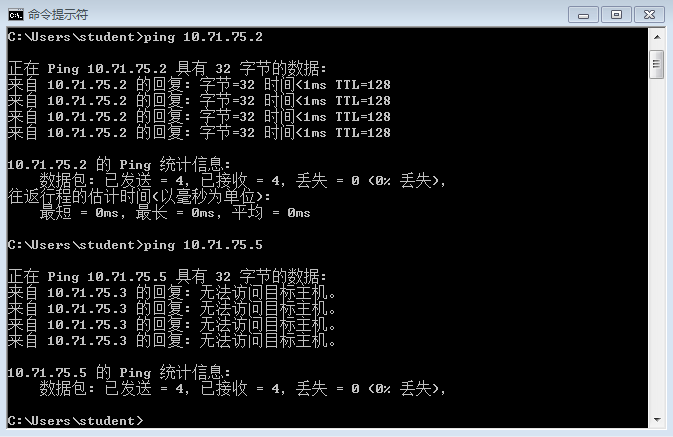 命令提示符
C:\Users\student>ping 10.71.75.2
正在 Ping 10.71.75.2 具有 32 字节的数据:
来自 10.71.75.2 的回复: 字节=32 时间<1ms TTL=128
来自 10.71.75.2 的回复: 字节=32 时间<1ms TTL=128
来自 10.71.75.2 的回复: 字节=32 时间<1ms TTL=128
来自 10.71.75.2 的回复: 字节=32 时间<1ms TTL=128
10.71.75.2 的 Ping 统计信息:
数据包: 已发送 = 4, 已接收 = 4, 丢失 = 0 (0% 丢失),
往返行程的估计时间(以毫秒为单位):
最短 = 0ms, 最长 = 0ms, 平均 = 0ms
C:\Users\student>ping 10.71.75.5
正在 Ping 10.71.75.5 具有 32 字节的数据:
来自 10.71.75.3 的回复: 无法访问目标主机。
来自 10.71.75.3 的回复: 无法访问目标主机。
来自 10.71.75.3 的回复: 无法访问目标主机。
来自 10.71.75.3 的回复: 无法访问目标主机。
10.71.75.5 的 Ping 统计信息:
数据包: 已发送 = 4, 已接收 = 4, 丢失 = 0 (0% 丢失),
C:\Users\student>